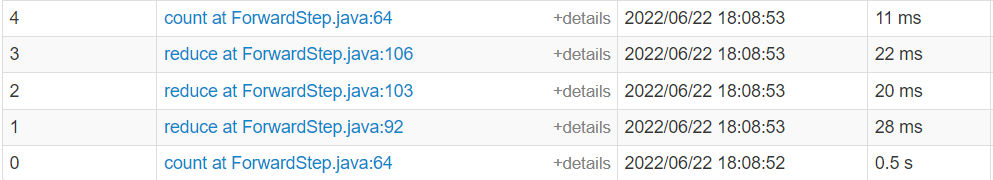 4 count at ForwardStep.java:64 +details 2022/06/22 18:08:53 11 ms
3 reduce at ForwardStep.java:106 +details 2022/06/22 18:08:53 22 ms
2 reduce at ForwardStep.java:103 +details 2022/06/22 18:08:53 20 ms
1 reduce at ForwardStep.java:92 +details 2022/06/22 18:08:53 28 ms
0 count at ForwardStep.java:64 +details 2022/06/22 18:08:52 0.5 s